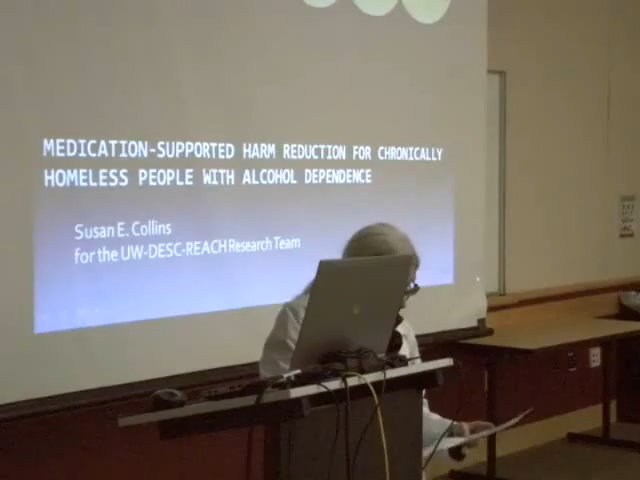 MEDICATION-SUPPORTED HARM REDUCTION FOR CHRONICALLY
HOMELESS PEOPLE WITH ALCOHOL DEPENDENCE
Susan E. Collins
for the UW-DESC-REACH Research Team